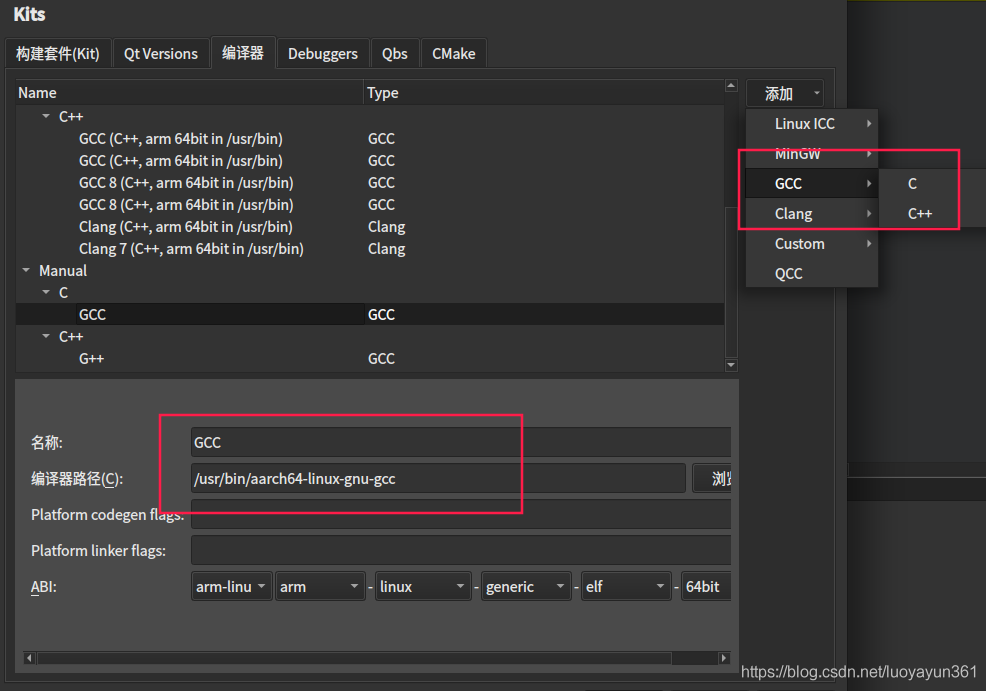 Kits
构建套件(Kit) Qt Versions 编译器 Debuggers Qbs CMake
Name Type
C++
GCC (C++, arm 64bit in /usr/bin) GCC
GCC (C++, arm 64bit in /usr/bin) GCC
GCC 8 (C++, arm 64bit in /usr/bin) GCC
GCC 8 (C++, arm 64bit in /usr/bin) GCC
Clang (C++, arm 64bit in /usr/bin) Clang
Clang 7 (C++, arm 64bit in /usr/bin) Clang
Manual
C
GCC GCC
C++
G++ GCC
添加
Linux ICC
MinGW
GCC C
Clang C++
Custom
QCC
名称: GCC
编译器路径(C): /usr/bin/aarch64-linux-gnu-gcc 浏
Platform codegen flags:
Platform linker flags:
ABI: arm-linu arm - linux - generic - elf - 64bit
https://blog.csdn.net/luoyayun361